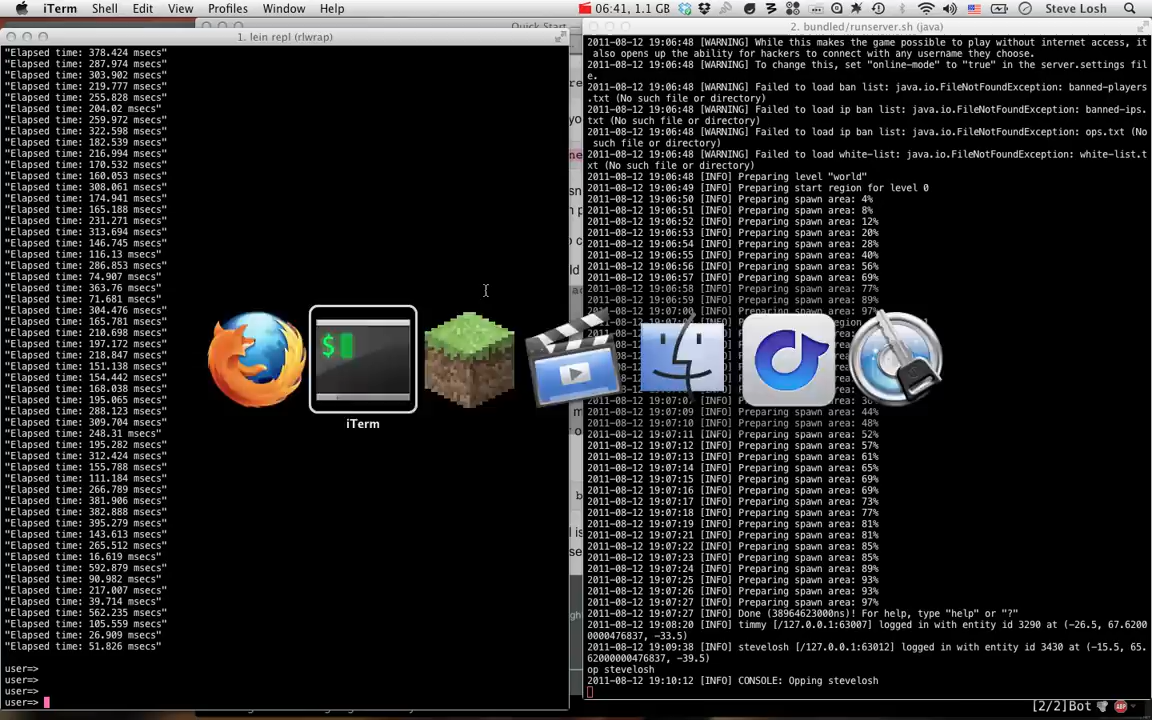 iTerm Shell Edit View Profiles Window Help 06:41, 1.1 GB Steve Losh
Quick Start
1. lein repl (rlwrap)
"Elapsed time: 378.424 msecs"
"Elapsed time: 287.974 msecs"
"Elapsed time: 303.902 msecs"
"Elapsed time: 219.777 msecs"
"Elapsed time: 255.828 msecs"
"Elapsed time: 204.02 msecs"
"Elapsed time: 259.972 msecs"
"Elapsed time: 322.598 msecs"
"Elapsed time: 182.539 msecs"
"Elapsed time: 216.994 msecs"
"Elapsed time: 170.532 msecs"
"Elapsed time: 160.053 msecs"
"Elapsed time: 308.061 msecs"
"Elapsed time: 174.941 msecs"
"Elapsed time: 165.188 msecs"
"Elapsed time: 231.271 msecs"
"Elapsed time: 313.694 msecs"
"Elapsed time: 146.745 msecs"
"Elapsed time: 116.13 msecs"
"Elapsed time: 286.853 msecs"
"Elapsed time: 74.907 msecs"
"Elapsed time: 363.76 msecs"
"Elapsed time: 71.681 msecs"
"Elapsed time: 304.476 msecs"
"Elapsed time: 165.781 msecs"
"Elapsed time: 210.698 msecs"
"Elapsed time: 197.172 msecs"
"Elapsed time: 218.847 msecs"
"Elapsed time: 151.138 msecs"
"Elapsed time: 154.442 msecs"
"Elapsed time: 168.038 msecs"
"Elapsed time: 195.065 msecs"
"Elapsed time: 288.123 msecs"
"Elapsed time: 309.704 msecs"
"Elapsed time: 248.31 msecs"
"Elapsed time: 195.282 msecs"
"Elapsed time: 312.424 msecs"
"Elapsed time: 155.788 msecs"
"Elapsed time: 111.184 msecs"
"Elapsed time: 266.789 msecs"
"Elapsed time: 381.906 msecs"
"Elapsed time: 382.888 msecs"
"Elapsed time: 395.279 msecs"
"Elapsed time: 143.613 msecs"
"Elapsed time: 265.512 msecs"
"Elapsed time: 16.619 msecs"
"Elapsed time: 592.879 msecs"
"Elapsed time: 90.982 msecs"
"Elapsed time: 217.007 msecs"
"Elapsed time: 39.714 msecs"
"Elapsed time: 562.235 msecs"
"Elapsed time: 105.559 msecs"
"Elapsed time: 26.909 msecs"
"Elapsed time: 51.826 msecs"
user=>
user=>
user=>
user=>
$
iTerm
2. bundled/runserver.sh (java)
2011-08-12 19:06:48 [WARNING] While this makes the game possible to play without internet access, it
also opens up the ability for hackers to connect with any username they choose.
2011-08-12 19:06:48 [WARNING] To change this, set "online-mode" to "true" in the server.settings fil
e.
2011-08-12 19:06:48 [WARNING] Failed to load ban list: java.io.FileNotFoundException: banned-players
.txt (No such file or directory)
2011-08-12 19:06:48 [WARNING] Failed to load ip ban list: java.io.FileNotFoundException: banned-ips.
txt (No such file or directory)
2011-08-12 19:06:48 [WARNING] Failed to load ip ban list: java.io.FileNotFoundException: ops.txt (No
such file or directory)
2011-08-12 19:06:48 [WARNING] Failed to load white-list: java.io.FileNotFoundException: white-list.t
xt (No such file or directory)
2011-08-12 19:06:48 [INFO] Preparing level "world"
2011-08-12 19:06:49 [INFO] Preparing start region for level 0
2011-08-12 19:06:50 [INFO] Preparing spawn area: 4%
2011-08-12 19:06:51 [INFO] Preparing spawn area: 8%
2011-08-12 19:06:52 [INFO] Preparing spawn area: 12%
2011-08-12 19:06:53 [INFO] Preparing spawn area: 20%
2011-08-12 19:06:54 [INFO] Preparing spawn area: 28%
2011-08-12 19:06:55 [INFO] Preparing spawn area: 40%
2011-08-12 19:06:56 [INFO] Preparing spawn area: 56%
2011-08-12 19:06:57 [INFO] Preparing spawn area: 69%
2011-08-12 19:06:58 [INFO] Preparing spawn area: 77%
2011-08-12 19:06:59 [INFO] Preparing spawn area: 89%
97%
2011-08-12 19:07:10 [INFO] Preparing spawn area: 44%
2011-08-12 19:07:10 [INFO] Preparing spawn area: 48%
2011-08-12 19:07:11 [INFO] Preparing spawn area: 52%
2011-08-12 19:07:12 [INFO] Preparing spawn area: 57%
2011-08-12 19:07:13 [INFO] Preparing spawn area: 61%
2011-08-12 19:07:14 [INFO] Preparing spawn area: 65%
2011-08-12 19:07:15 [INFO] Preparing spawn area: 69%
2011-08-12 19:07:16 [INFO] Preparing spawn area: 69%
2011-08-12 19:07:17 [INFO] Preparing spawn area: 73%
2011-08-12 19:07:18 [INFO] Preparing spawn area: 77%
2011-08-12 19:07:19 [INFO] Preparing spawn area: 81%
2011-08-12 19:07:21 [INFO] Preparing spawn area: 81%
2011-08-12 19:07:22 [INFO] Preparing spawn area: 85%
2011-08-12 19:07:23 [INFO] Preparing spawn area: 85%
2011-08-12 19:07:24 [INFO] Preparing spawn area: 89%
2011-08-12 19:07:25 [INFO] Preparing spawn area: 93%
2011-08-12 19:07:26 [INFO] Preparing spawn area: 93%
2011-08-12 19:07:27 [INFO] Preparing spawn area: 97%
2011-08-12 19:07:27 [INFO] Done (38964623000ns)! For help, type "help" or "?"
2011-08-12 19:08:20 [INFO] timmy [/127.0.0.1:63007] logged in with entity id 3290 at (-26.5, 67.6200
0000476837, -33.5)
2011-08-12 19:09:38 [INFO] stevelosh [/127.0.0.1:63012] logged in with entity id 3430 at (-15.5, 65.
62000000476837, -39.5)
op stevelosh
2011-08-12 19:10:12 [INFO] CONSOLE: Opping stevelosh
[2/2]Bot ABP